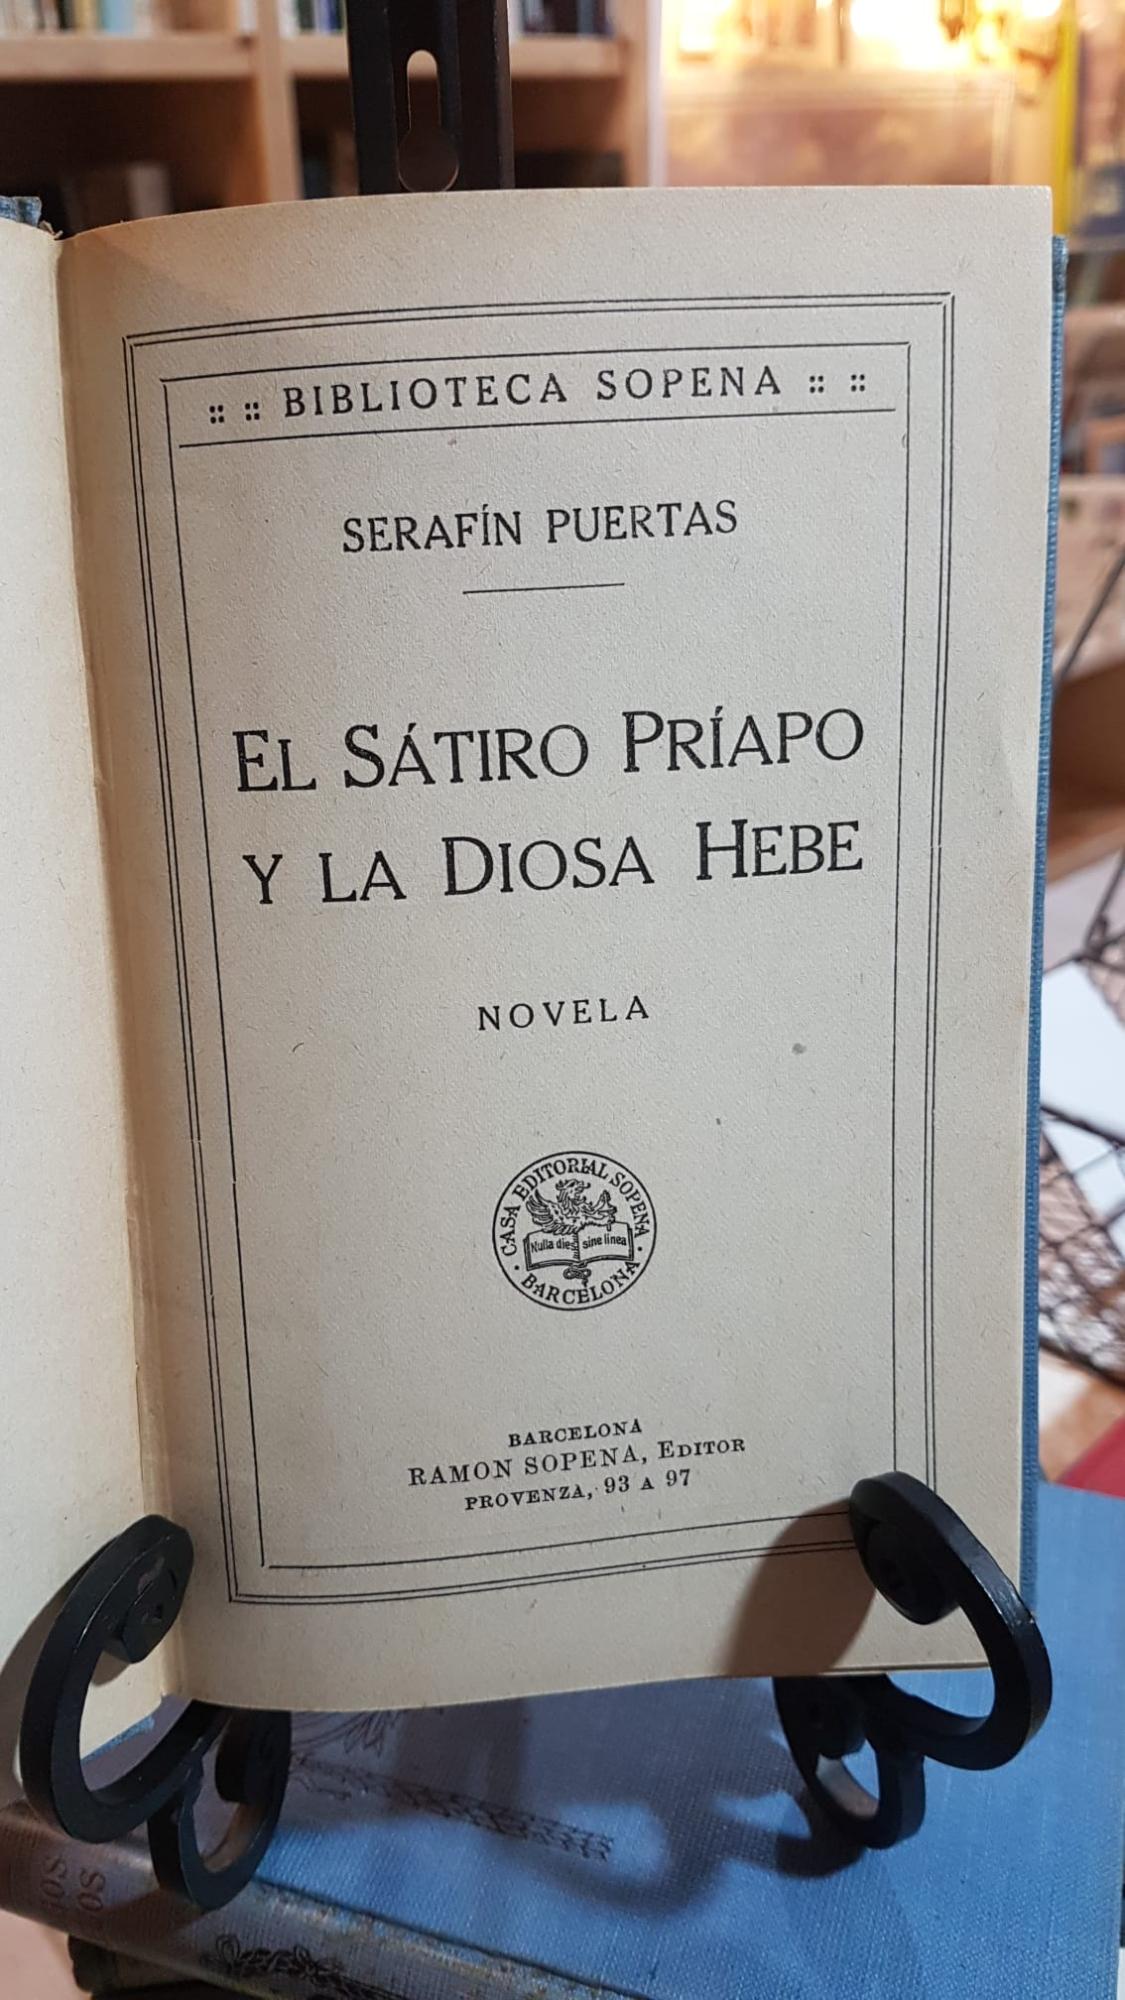 :: :: BIBLIOTECA SOPENA :: ::
SERAFÍN PUERTAS
EL SÁTIRO PRÍAPO
Y LA DIOSA HEBE
NOVELA
CASA EDITORIAL SOPENA
Nulla dies sine linea
· BARCELONA ·
BARCELONA
RAMON SOPENA, EDITOR
PROVENZA, 93 A 97